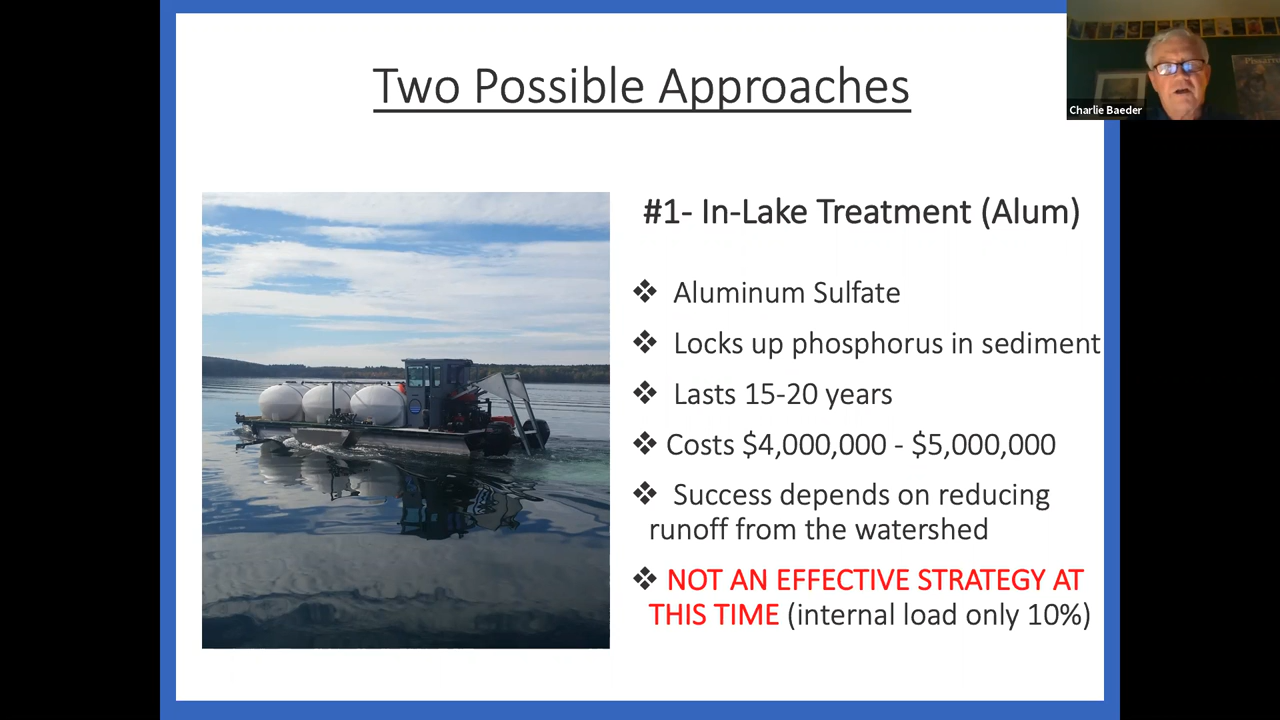 Two Possible Approaches
Pissarro
Charlie Baeder
#1- In-Lake Treatment (Alum)
❖ Aluminum Sulfate
❖ Locks up phosphorus in sediment
❖ Lasts 15-20 years
❖ Costs $4,000,000 - $5,000,000
❖ Success depends on reducing
runoff from the watershed
❖ NOT AN EFFECTIVE STRATEGY AT
THIS TIME (internal load only 10%)